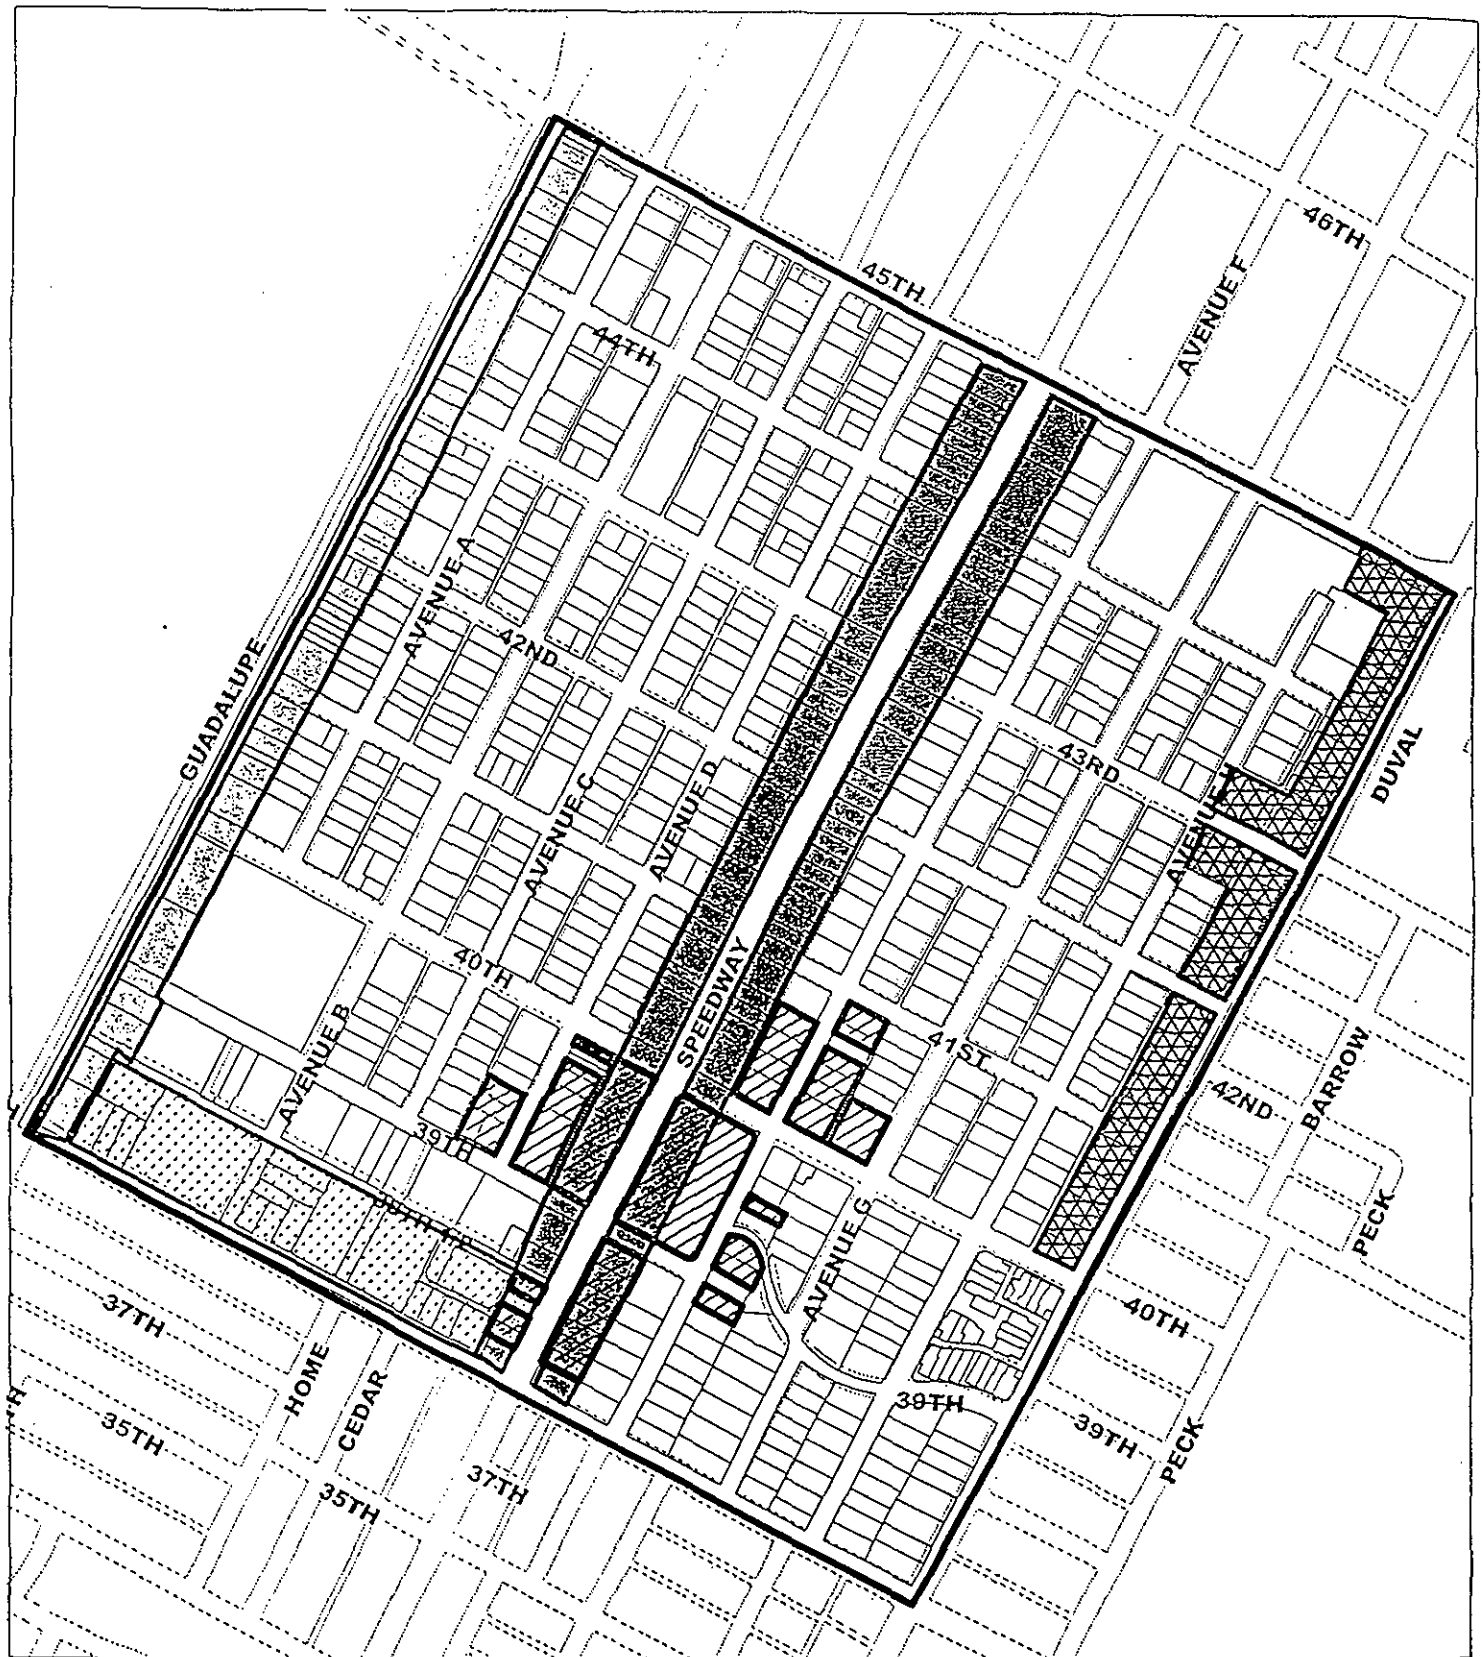 46TH
45TH
AVENUE F
44TH
AVENUE A
42ND
GUADALUPE
43RD
DUVAL
AVENUE C
AVENUE D
AVENUE
40TH
SPEEDWAY
AVENUE B
41ST
42ND
BARROW
39TH
PECK
AVENUE G
37TH
40TH
HOME
CEDAR
39TH
39TH
PECK
35TH
37TH
35TH